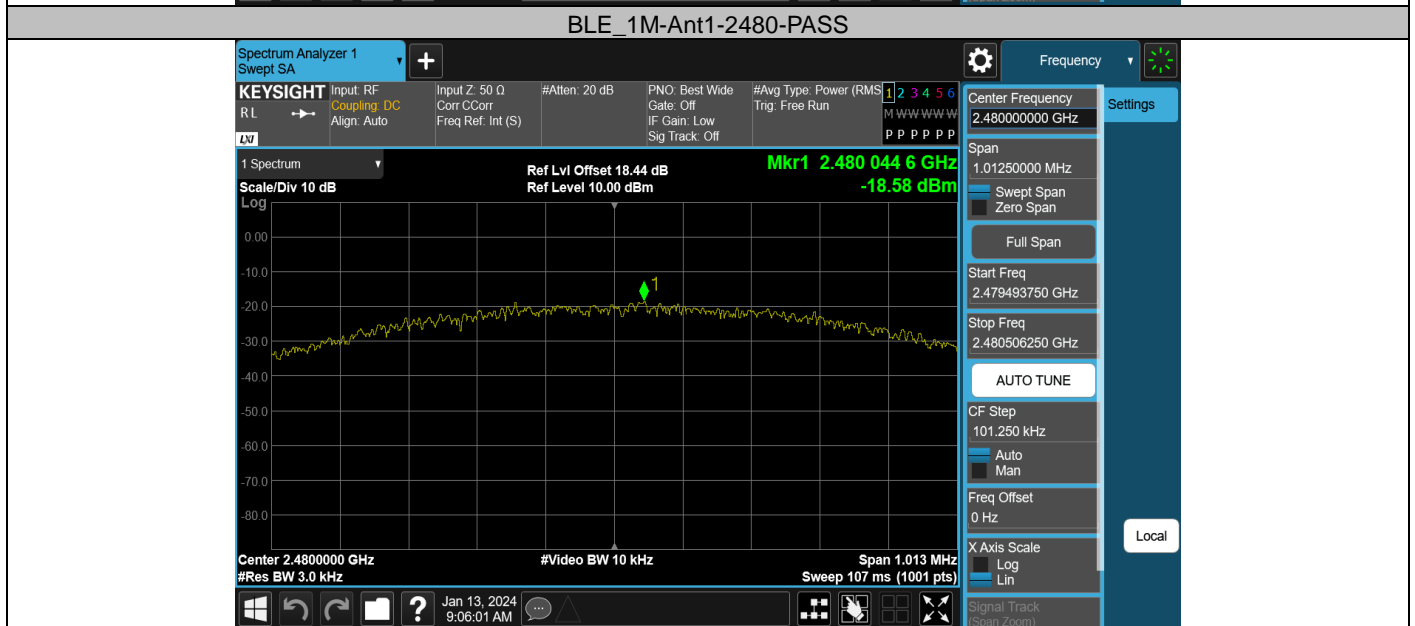 BLE_1M-Ant1-2480-PASS
Spectrum Analyzer 1
Swept SA
+
Frequency
KEYSIGHT
RL
LXI
Input: RF
Coupling: DC
Align: Auto
Input Z: 50 Ω
Corr CCorr
Freq Ref: Int (S)
#Atten: 20 dB
PNO: Best Wide
Gate: Off
IF Gain: Low
Sig Track: Off
#Avg Type: Power (RMS
Trig: Free Run
1 2 3 4 5 6
M W W W W W
P P P P P P
1 Spectrum
Scale/Div 10 dB
Log
Ref Lvl Offset 18.44 dB
Ref Level 10.00 dBm
Mkr1 2.480 044 6 GHz
-18.58 dBm
0.00
-10.0
-20.0
-30.0
-40.0
-50.0
-60.0
-70.0
-80.0
1
Center 2.4800000 GHz
#Res BW 3.0 kHz
#Video BW 10 kHz
Span 1.013 MHz
Sweep 107 ms (1001 pts)
Center Frequency
2.480000000 GHz
Settings
Span
1.01250000 MHz
Swept Span
Zero Span
Full Span
Start Freq
2.479493750 GHz
Stop Freq
2.480506250 GHz
AUTO TUNE
CF Step
101.250 kHz
Auto
Man
Freq Offset
0 Hz
X Axis Scale
Log
Lin
Local
Signal Track
(Span Zoom)
?
Jan 13, 2024
9:06:01 AM